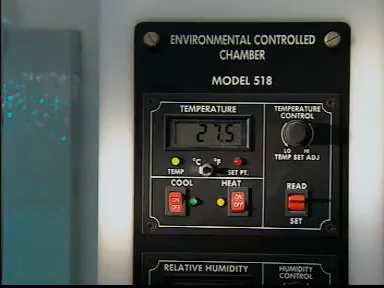 ENVIRONMENTAL CONTROLLED
CHAMBER
MODEL 518
TEMPERATURE
27.5
°C °F
TEMP
SET PT.
TEMPERATURE
CONTROL
LO HI
TEMP SET ADJ
COOL
HEAT
ON
OFF
ON
OFF
READ
SET
RELATIVE HUMIDITY
HUMIDITY
CONTROL